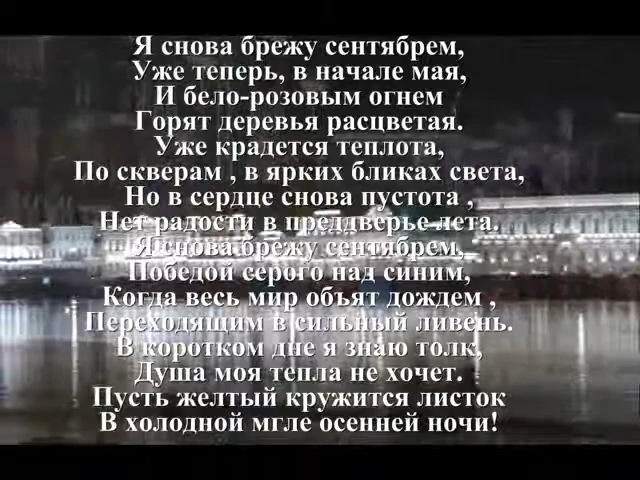 Я снова брежу сентябрем,
Уже теперь, в начале мая,
И бело-розовым огнем
Горят деревья расцветая.
Уже крадется теплота,
По скверам , в ярких бликах света,
Но в сердце снова пустота ,
Нет радости в преддверье лета.
Я снова брежу сентябрем,
Победой серого над синим,
Когда весь мир объят дождем ,
Переходящим в сильный ливень.
В коротком дне я знаю толк,
Душа моя тепла не хочет.
Пусть желтый кружится листок
В холодной мгле осенней ночи!